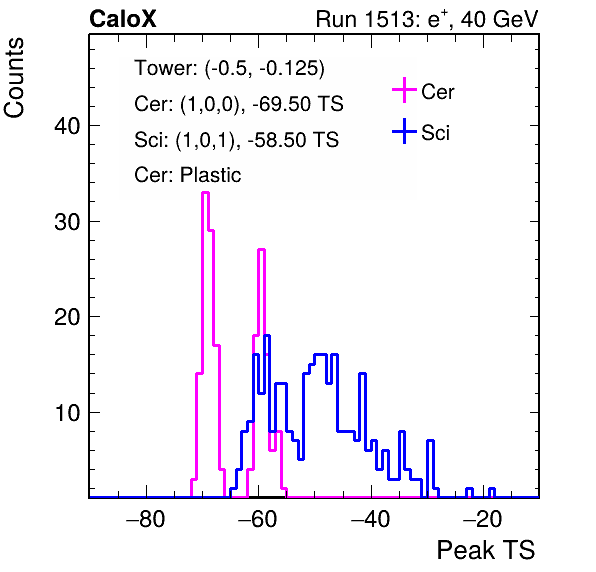 CaloX Run 1513: e⁺, 40 GeV
Counts
Tower: (-0.5, -0.125)
Cer: (1,0,0), -69.50 TS
Sci: (1,0,1), -58.50 TS
Cer: Plastic
Cer
Sci
40
30
20
10
−80 −60 −40 −20
Peak TS